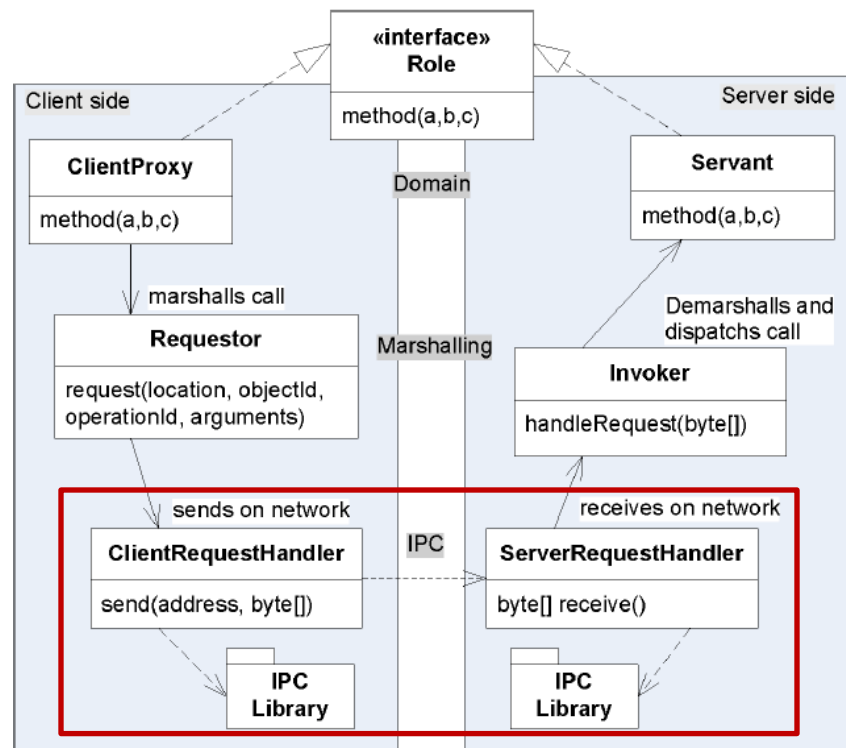 «interface»
Role
method(a,b,c)
Client side
Server side
ClientProxy
method(a,b,c)
Domain
Servant
method(a,b,c)
marshalls call
Demarshalls and
dispatchs call
Requestor
request(location, objectId,
operationId, arguments)
Marshalling
Invoker
handleRequest(byte[])
sends on network
receives on network
ClientRequestHandler
send(address, byte[])
IPC
ServerRequestHandler
byte[] receive()
IPC
Library
IPC
Library